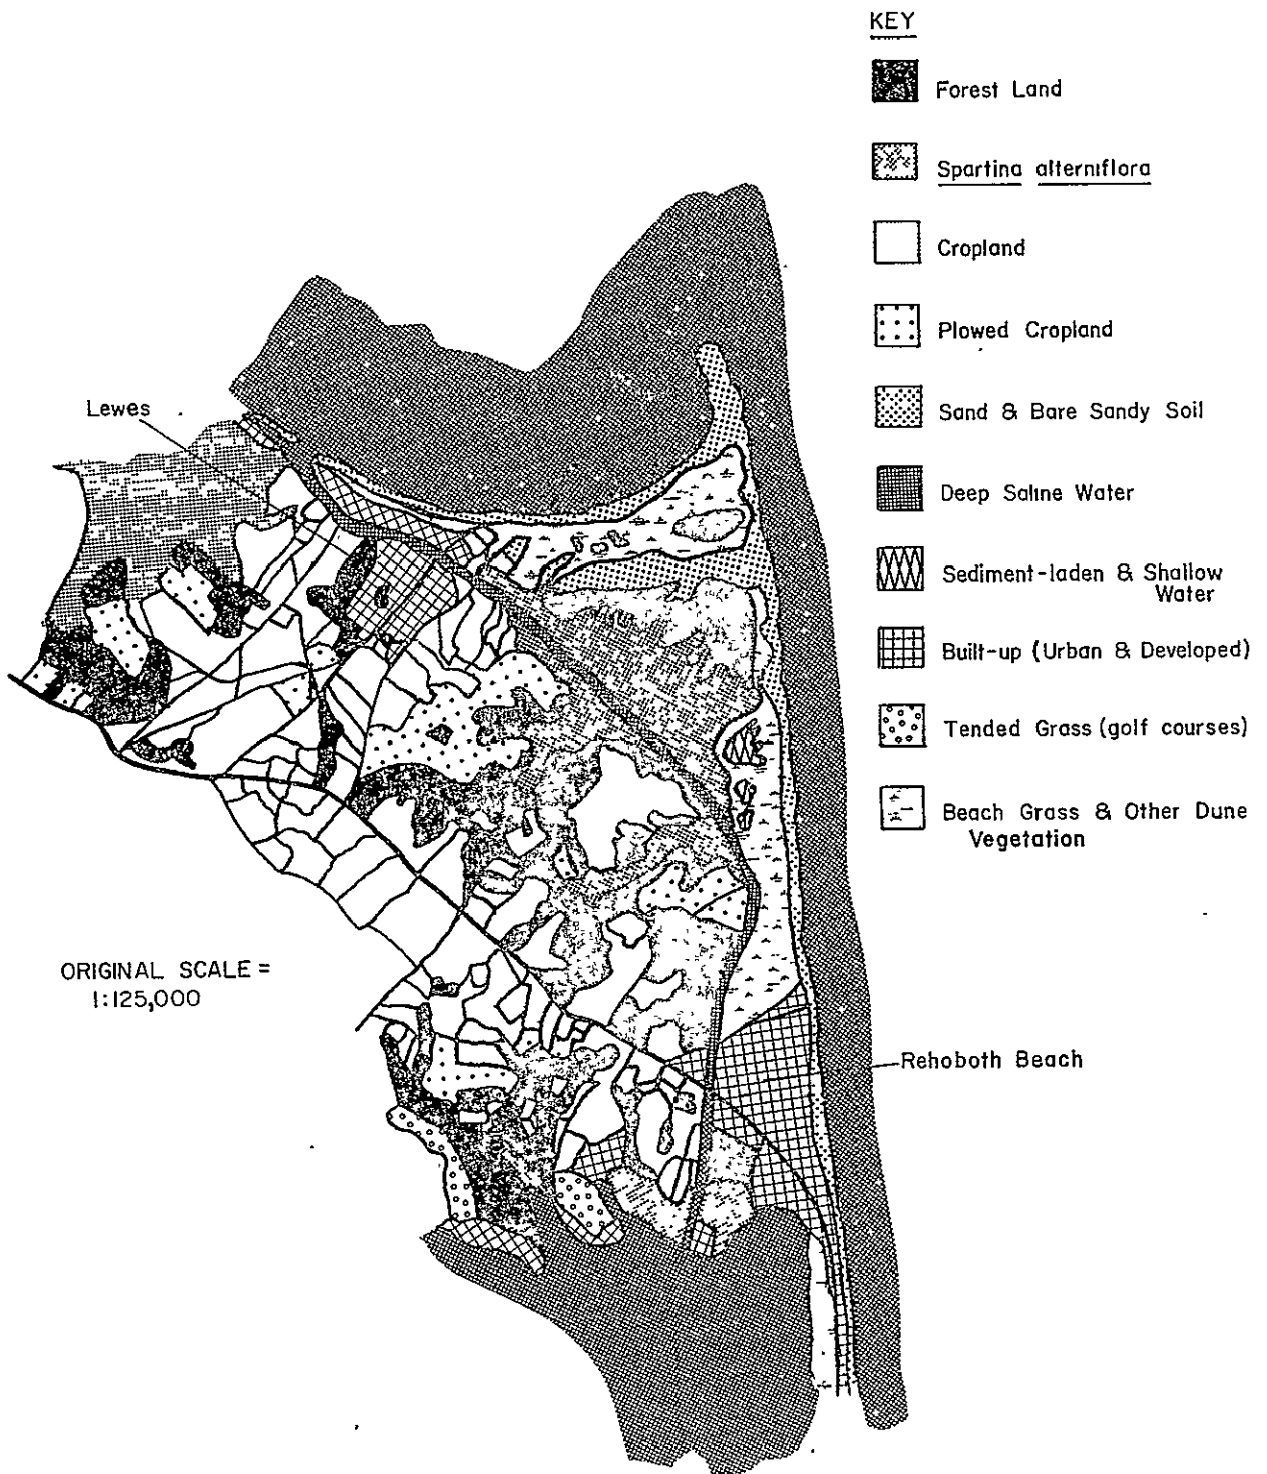 KEY
Forest Land
Spartina alterniflora
Cropland
Plowed Cropland
Sand & Bare Sandy Soil
Deep Saline Water
Sediment-laden & Shallow
Water
Built-up (Urban & Developed)
Tended Grass (golf courses)
Beach Grass & Other Dune
Vegetation
Lewes
ORIGINAL SCALE =
1:125,000
Rehoboth Beach